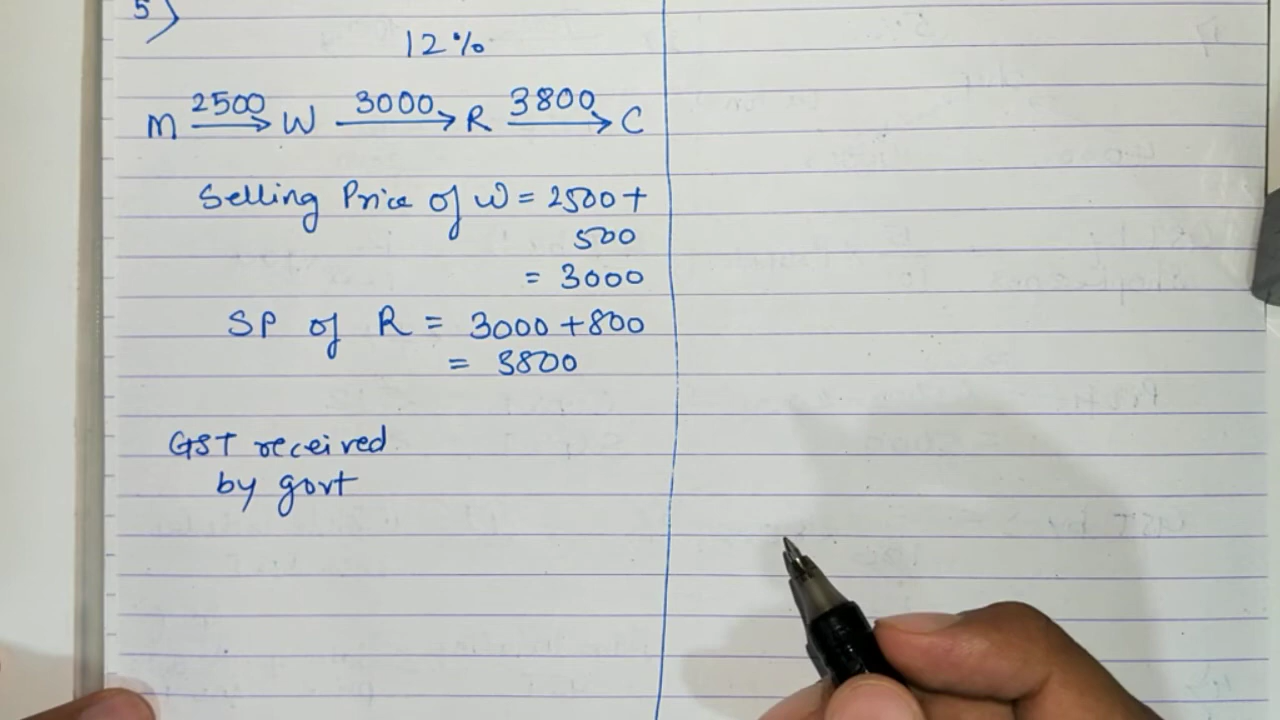 5)
12%
M 2500→ W 3000→ R 3800→ C
Selling Price of W = 2500 +
500
= 3000
SP of R = 3000 + 800
= 3800
GST received
by govt